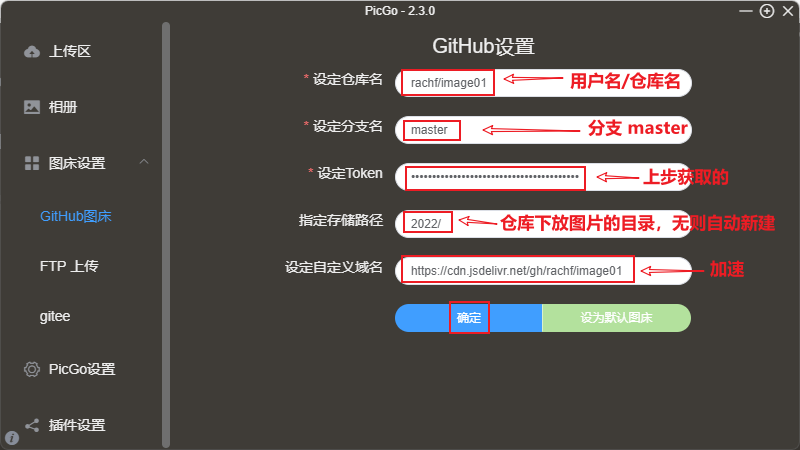 PicGo - 2.3.0
上传区
相册
图床设置
GitHub图床
FTP 上传
gitee
PicGo设置
插件设置
GitHub设置
* 设定仓库名 rachf/image01 用户名/仓库名
* 设定分支名 master 分支 master
* 设定Token •••••••••••••••••••••••••••••••••••••••• 上步获取的
指定存储路径 2022/ 仓库下放图片的目录，无则自动新建
设定自定义域名 https://cdn.jsdelivr.net/gh/rachf/image01 加速
确定 设为默认图床